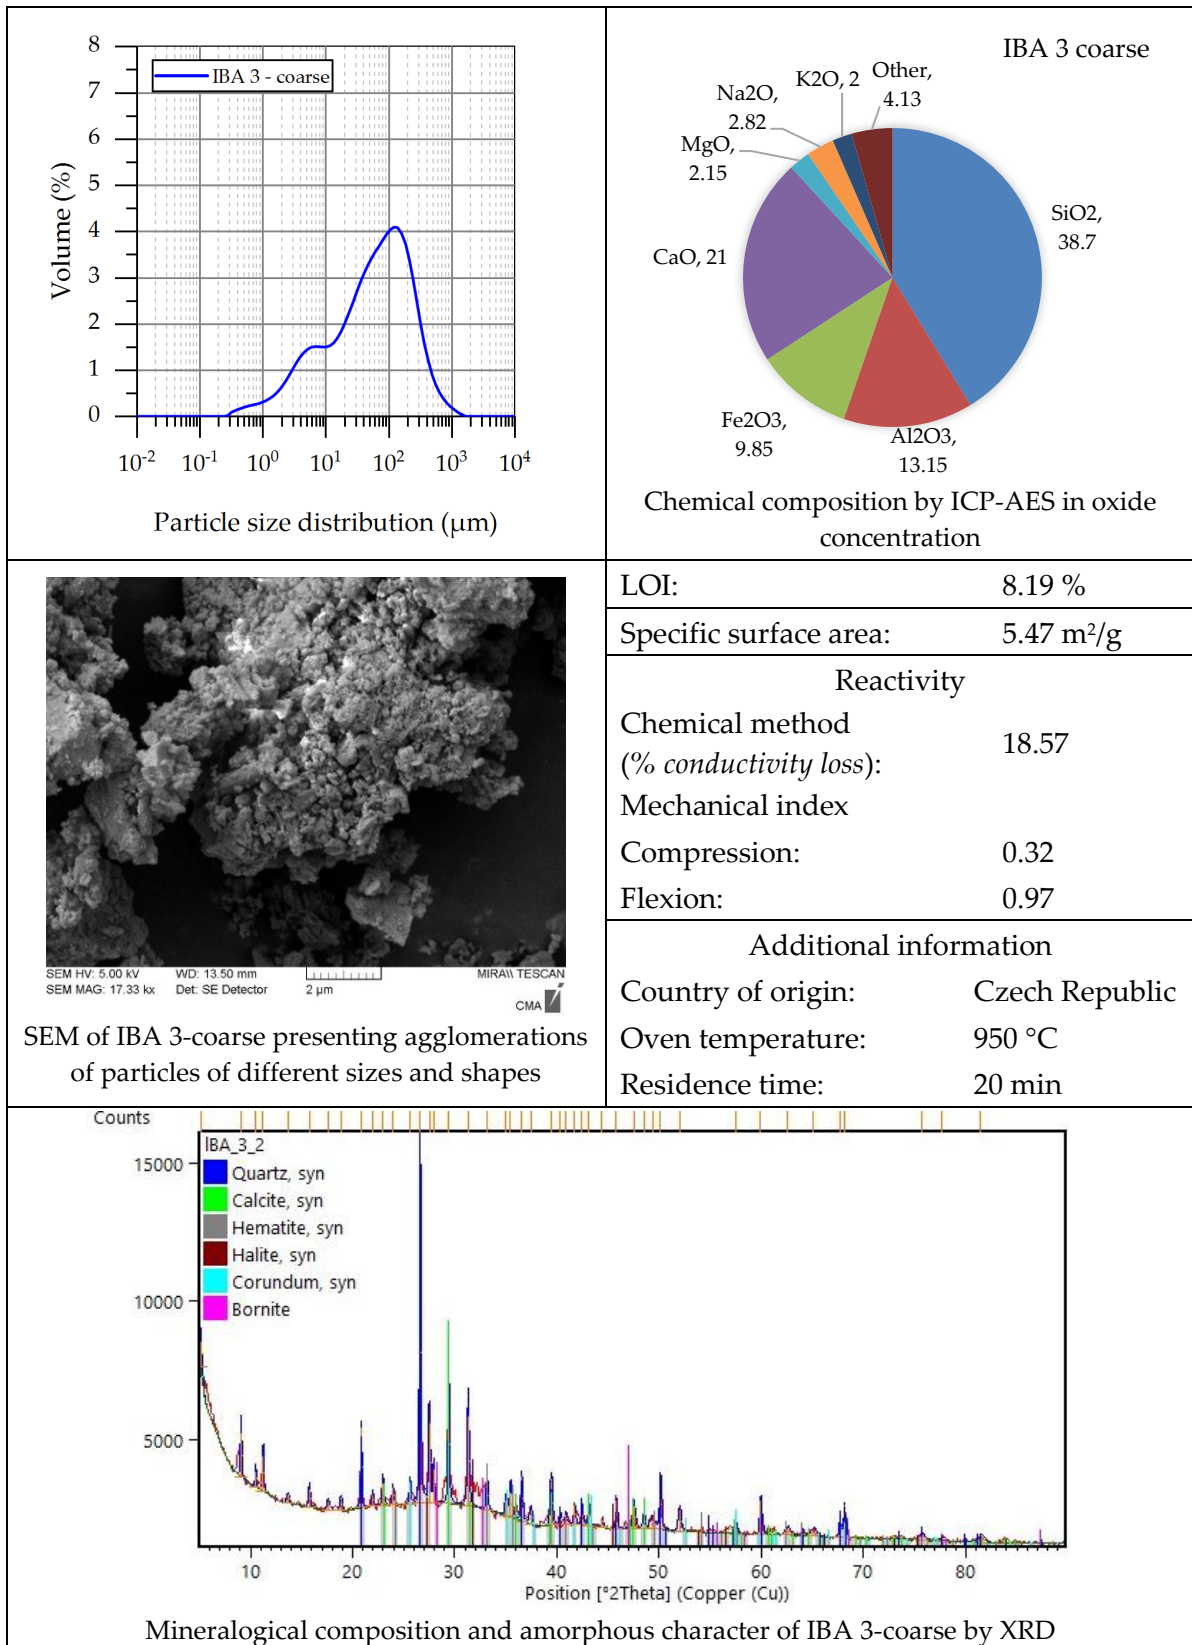 8
7
6
5
4
3
2
1
0
Volume (%)
IBA 3 - coarse
10-2 10-1 100 101 102 103 104
Particle size distribution (µm)
IBA 3 coarse
K2O, 2
Other,
4.13
Na2O,
2.82
MgO,
2.15
SiO2,
38.7
CaO, 21
Fe2O3,
9.85
Al2O3,
13.15
Chemical composition by ICP-AES in oxide
concentration
SEM HV: 5.00 kV WD: 13.50 mm MIRA\\ TESCAN
SEM MAG: 17.33 kx Det: SE Detector 2 µm
CMA
SEM of IBA 3-coarse presenting agglomerations
of particles of different sizes and shapes
LOI: 8.19 %
Specific surface area: 5.47 m²/g
Reactivity
Chemical method
(% conductivity loss): 18.57
Mechanical index
Compression: 0.32
Flexion: 0.97
Additional information
Country of origin: Czech Republic
Oven temperature: 950 °C
Residence time: 20 min
Counts
IBA_3_2
15000
Quartz, syn
Calcite, syn
Hematite, syn
Halite, syn
Corundum, syn
10000
Bornite
5000
10 20 30 40 50 60 70 80
Position [°2Theta] (Copper (Cu))
Mineralogical composition and amorphous character of IBA 3-coarse by XRD